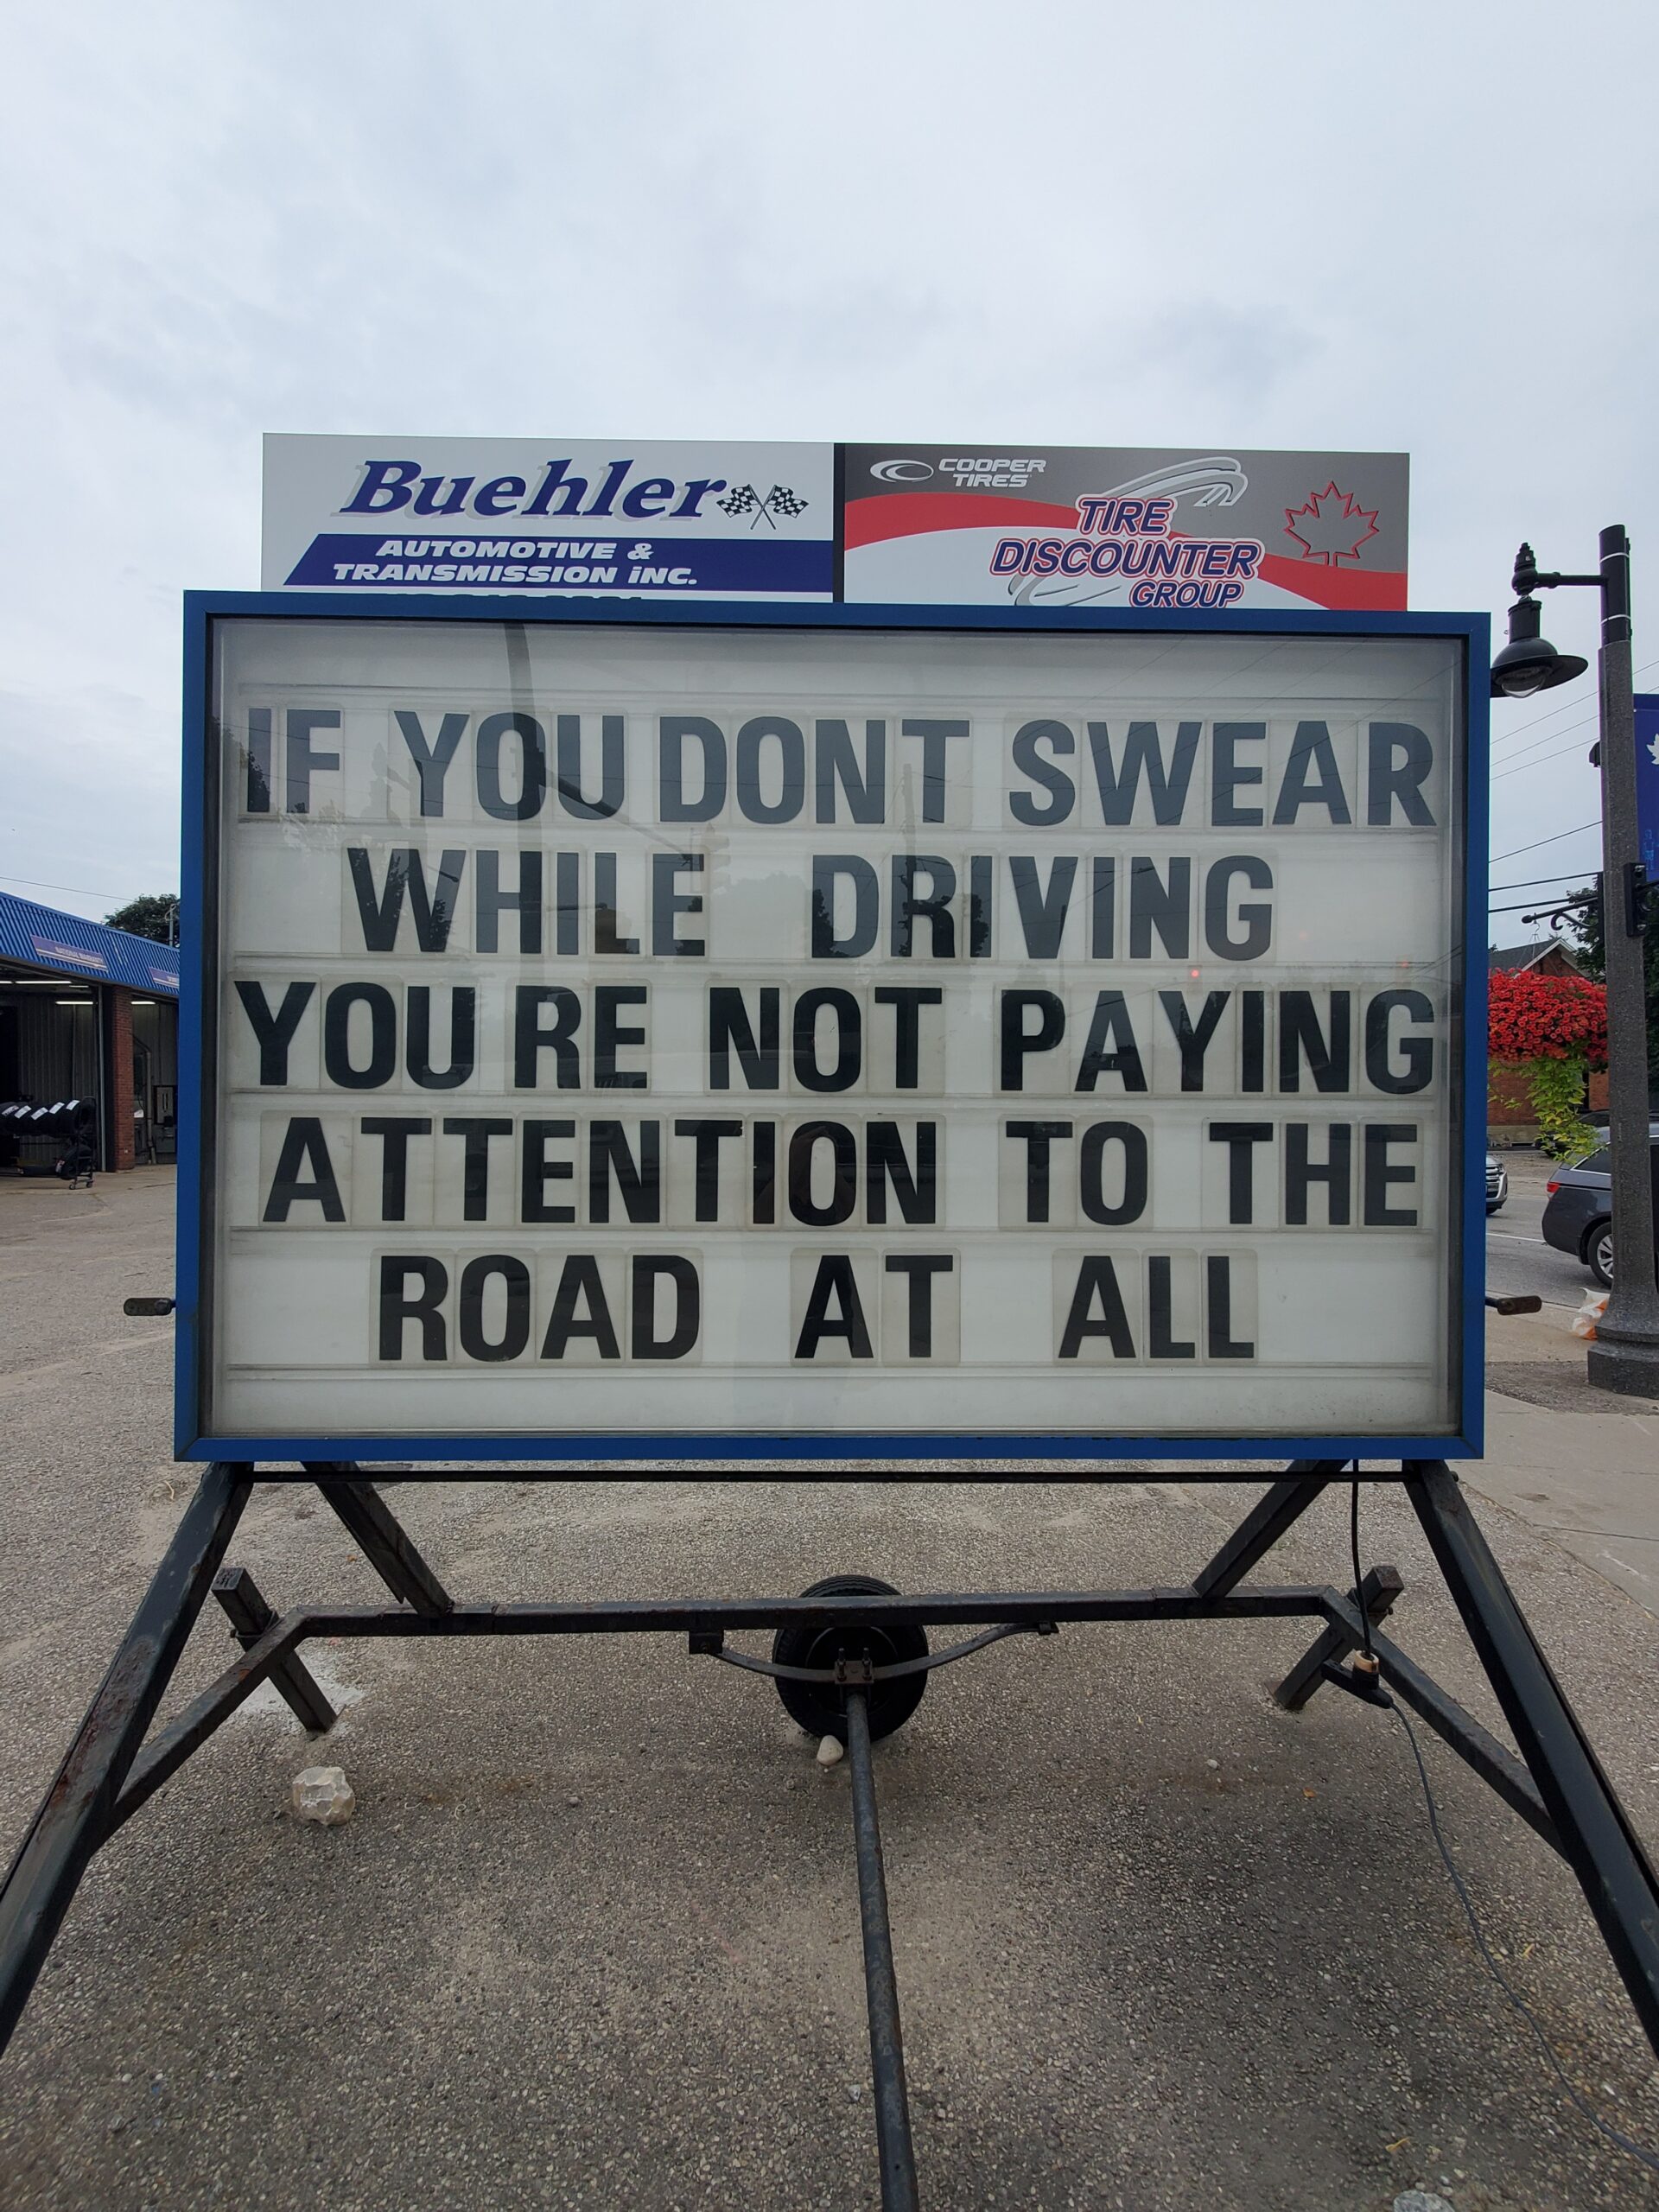 Buehler
AUTOMOTIVE &
TRANSMISSION iNC.
COOPER
TIRES
TIRE
DISCOUNTER
GROUP
IF YOU DONT SWEAR
WHILE DRIVING
YOU RE NOT PAYING
ATTENTION TO THE
ROAD AT ALL